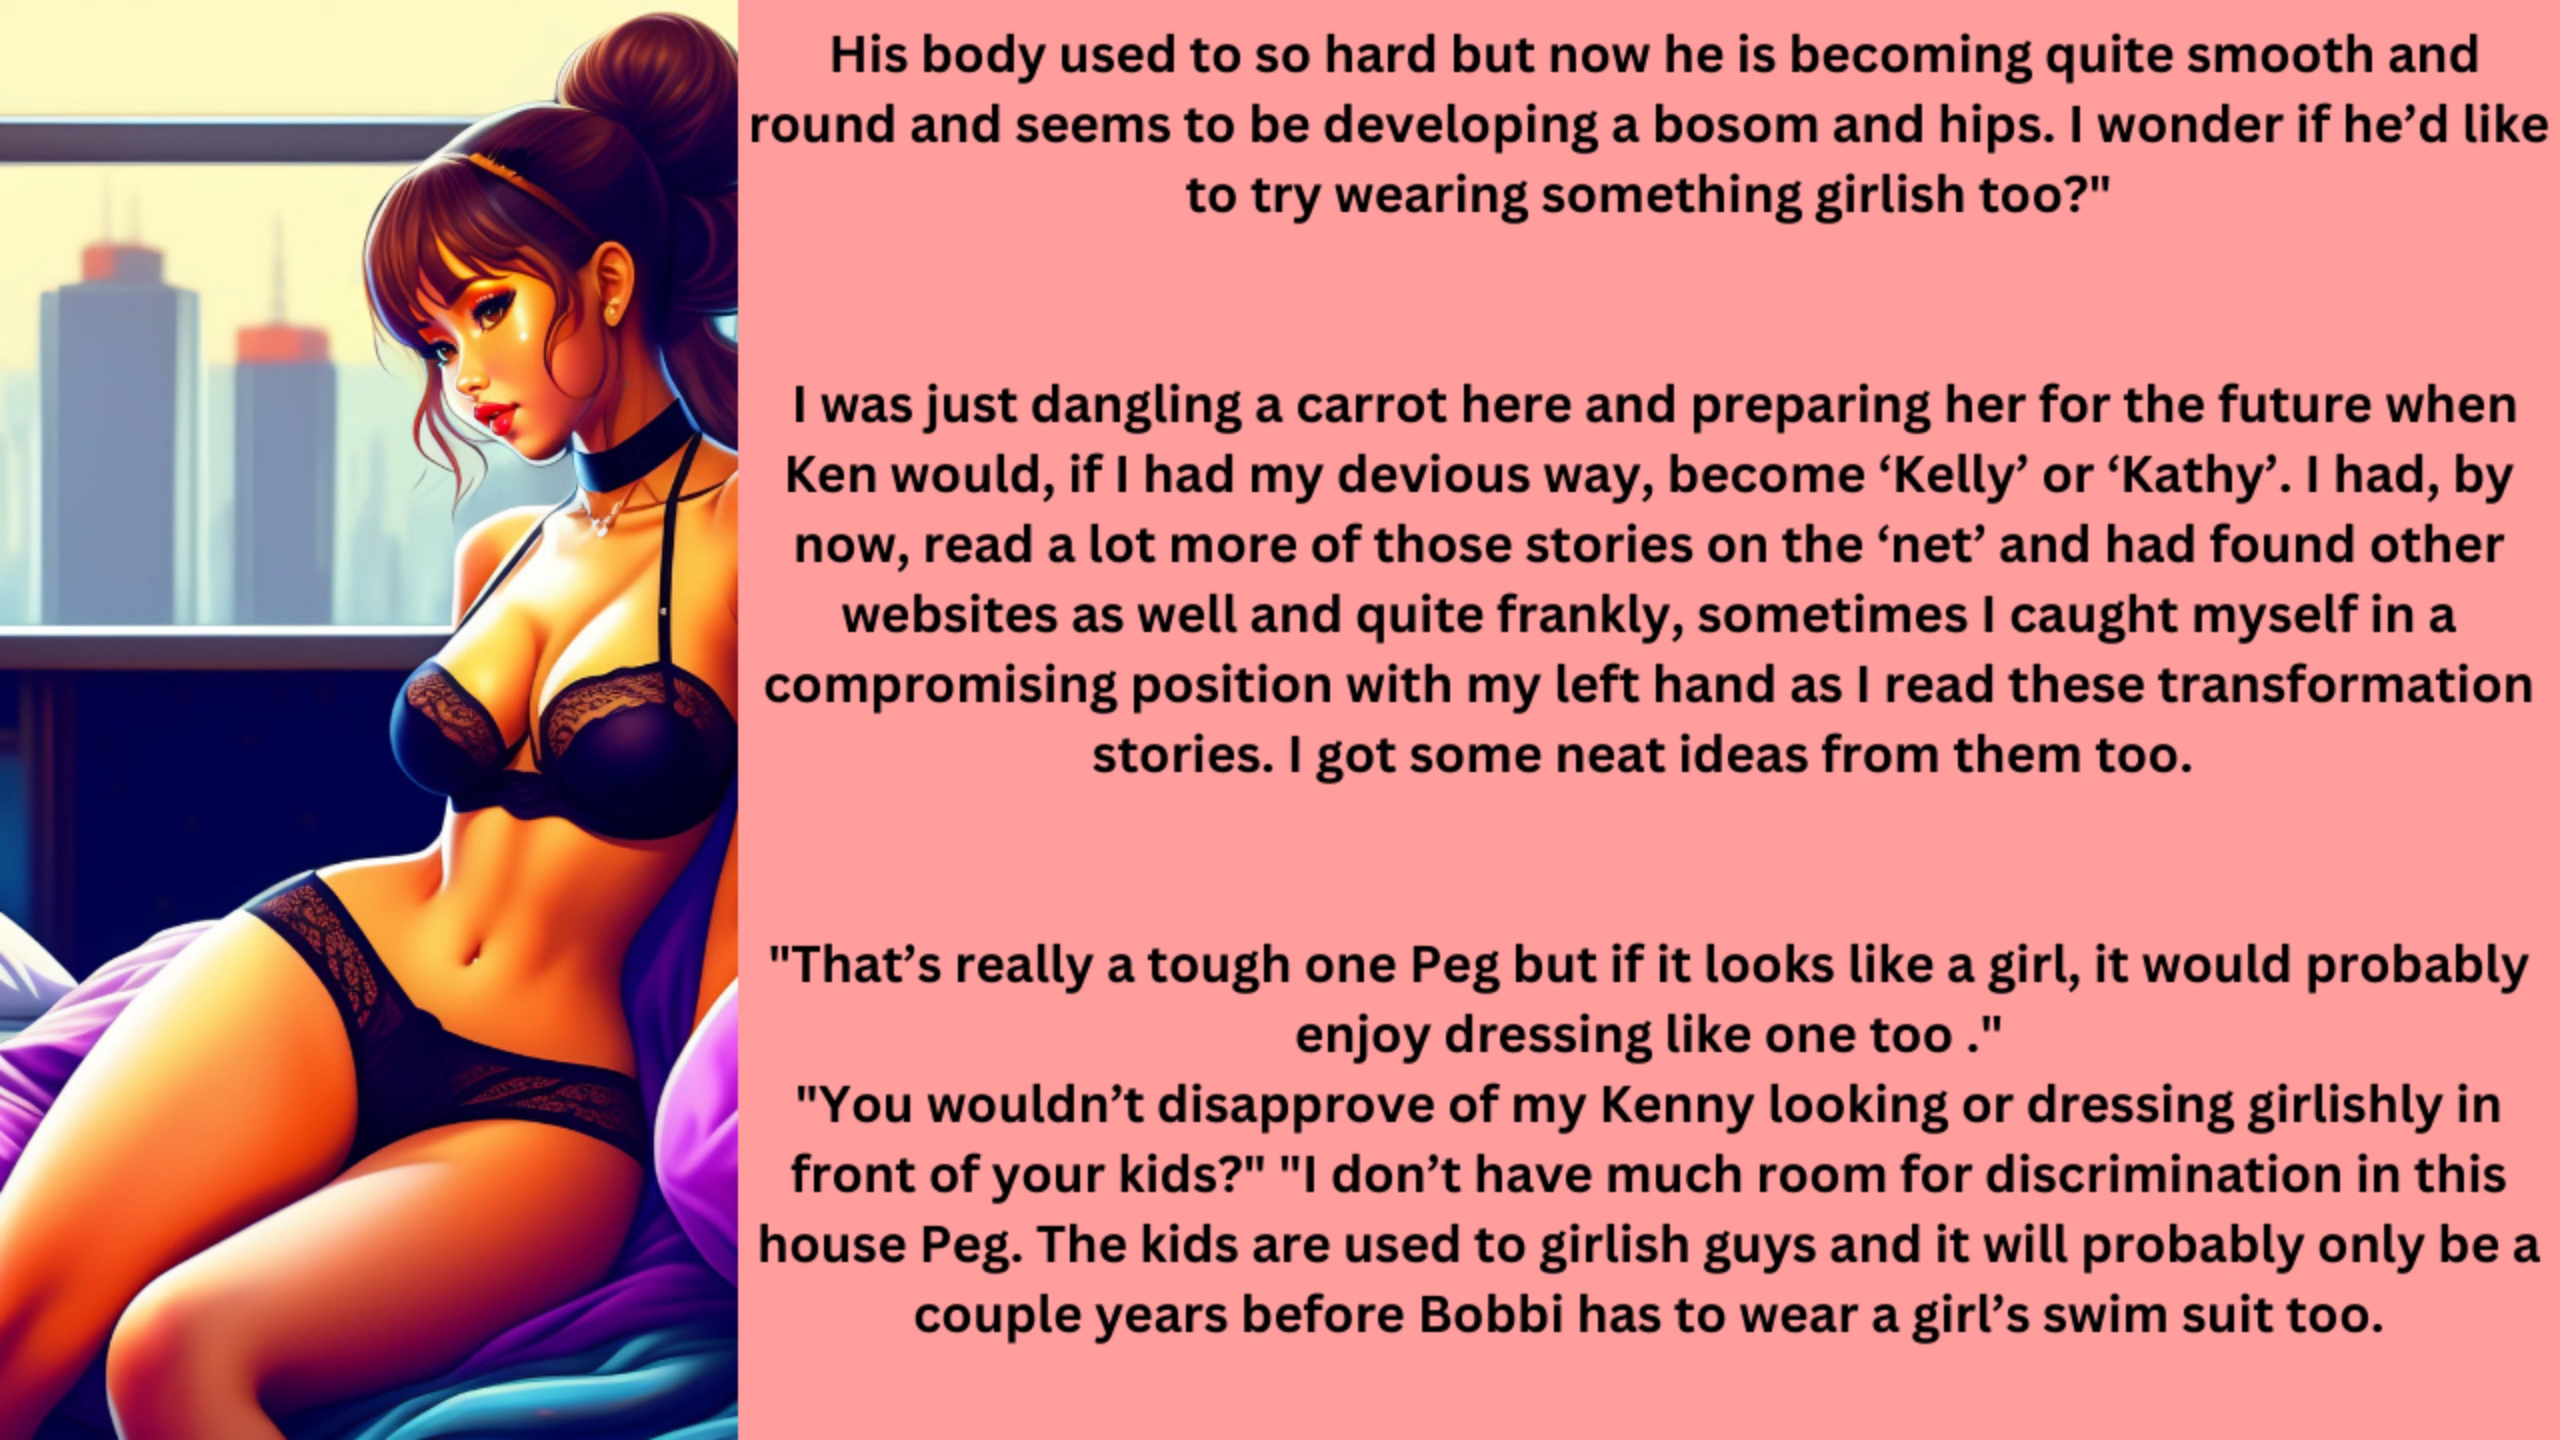 His body used to so hard but now he is becoming quite smooth and
round and seems to be developing a bosom and hips. I wonder if he’d like
to try wearing something girlish too?"
I was just dangling a carrot here and preparing her for the future when
Ken would, if I had my devious way, become ‘Kelly’ or ‘Kathy’. I had, by
now, read a lot more of those stories on the ‘net’ and had found other
websites as well and quite frankly, sometimes I caught myself in a
compromising position with my left hand as I read these transformation
stories. I got some neat ideas from them too.
"That’s really a tough one Peg but if it looks like a girl, it would probably
enjoy dressing like one too ."
"You wouldn’t disapprove of my Kenny looking or dressing girlishly in
front of your kids?" "I don’t have much room for discrimination in this
house Peg. The kids are used to girlish guys and it will probably only be a
couple years before Bobbi has to wear a girl’s swim suit too.